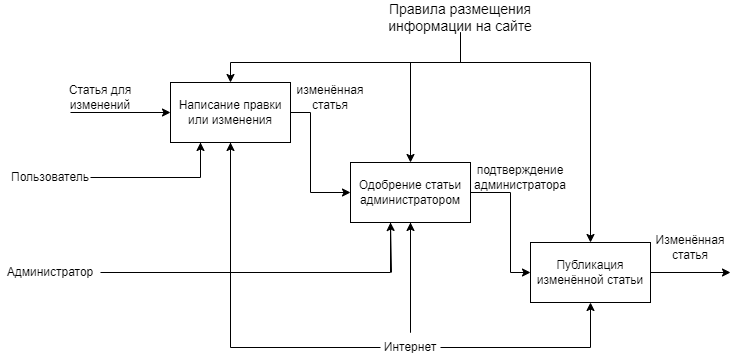 Правила размещения
информации на сайте
Статья для
изменений
Написание правки
или изменения
изменённая
статья
Пользователь
Одобрение статьи
администратором
подтверждение
администратора
Администратор
Публикация
изменённой статьи
Изменённая
статья
Интернет